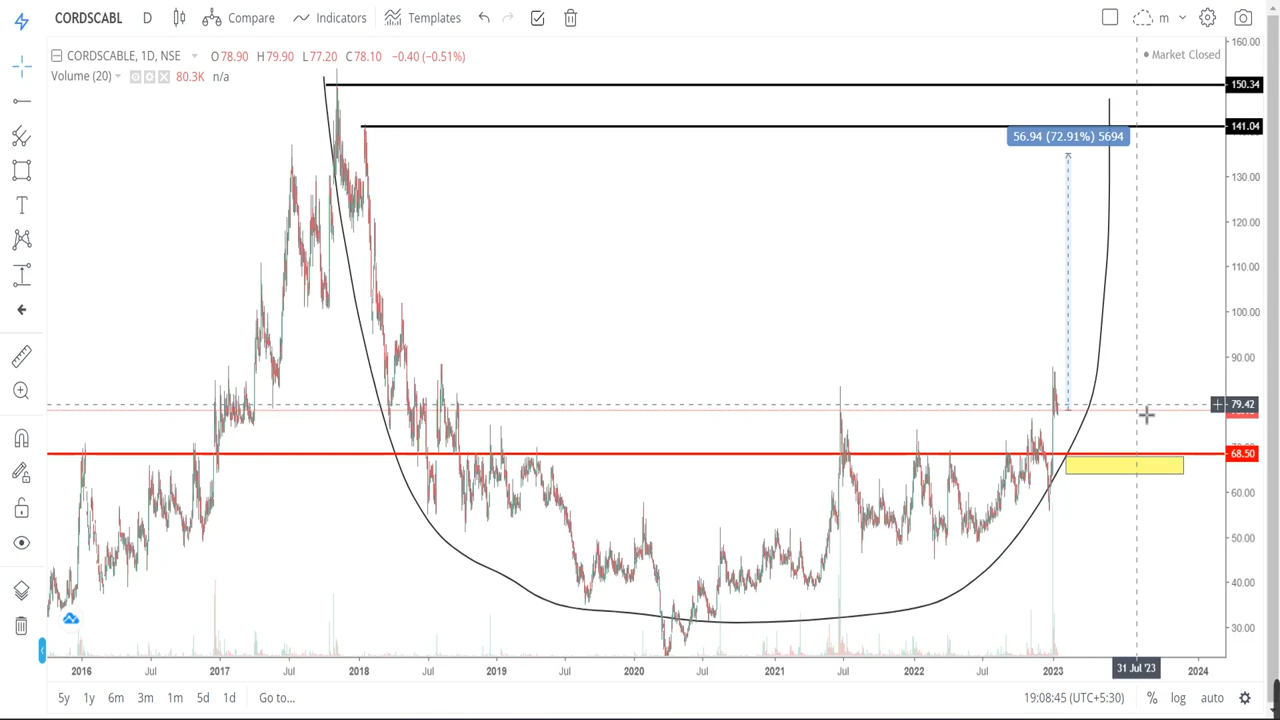 CORDSCABL D Compare Indicators Templates m
CORDSCABLE, 1D, NSE O78.90 H79.90 L77.20 C78.10 −0.40 (−0.51%)
Market Closed
Volume (20) 80.3K n/a
160.00
150.34
141.04
56.94 (72.91%) 5694
130.00
120.00
110.00
100.00
90.00
79.42
68.50
60.00
50.00
40.00
30.00
2016 Jul 2017 Jul 2018 Jul 2019 Jul 2020 Jul 2021 Jul 2022 Jul 2023 31 Jul '23 2024
5y 1y 6m 3m 1m 5d 1d Go to... 19:08:45 (UTC+5:30) % log auto